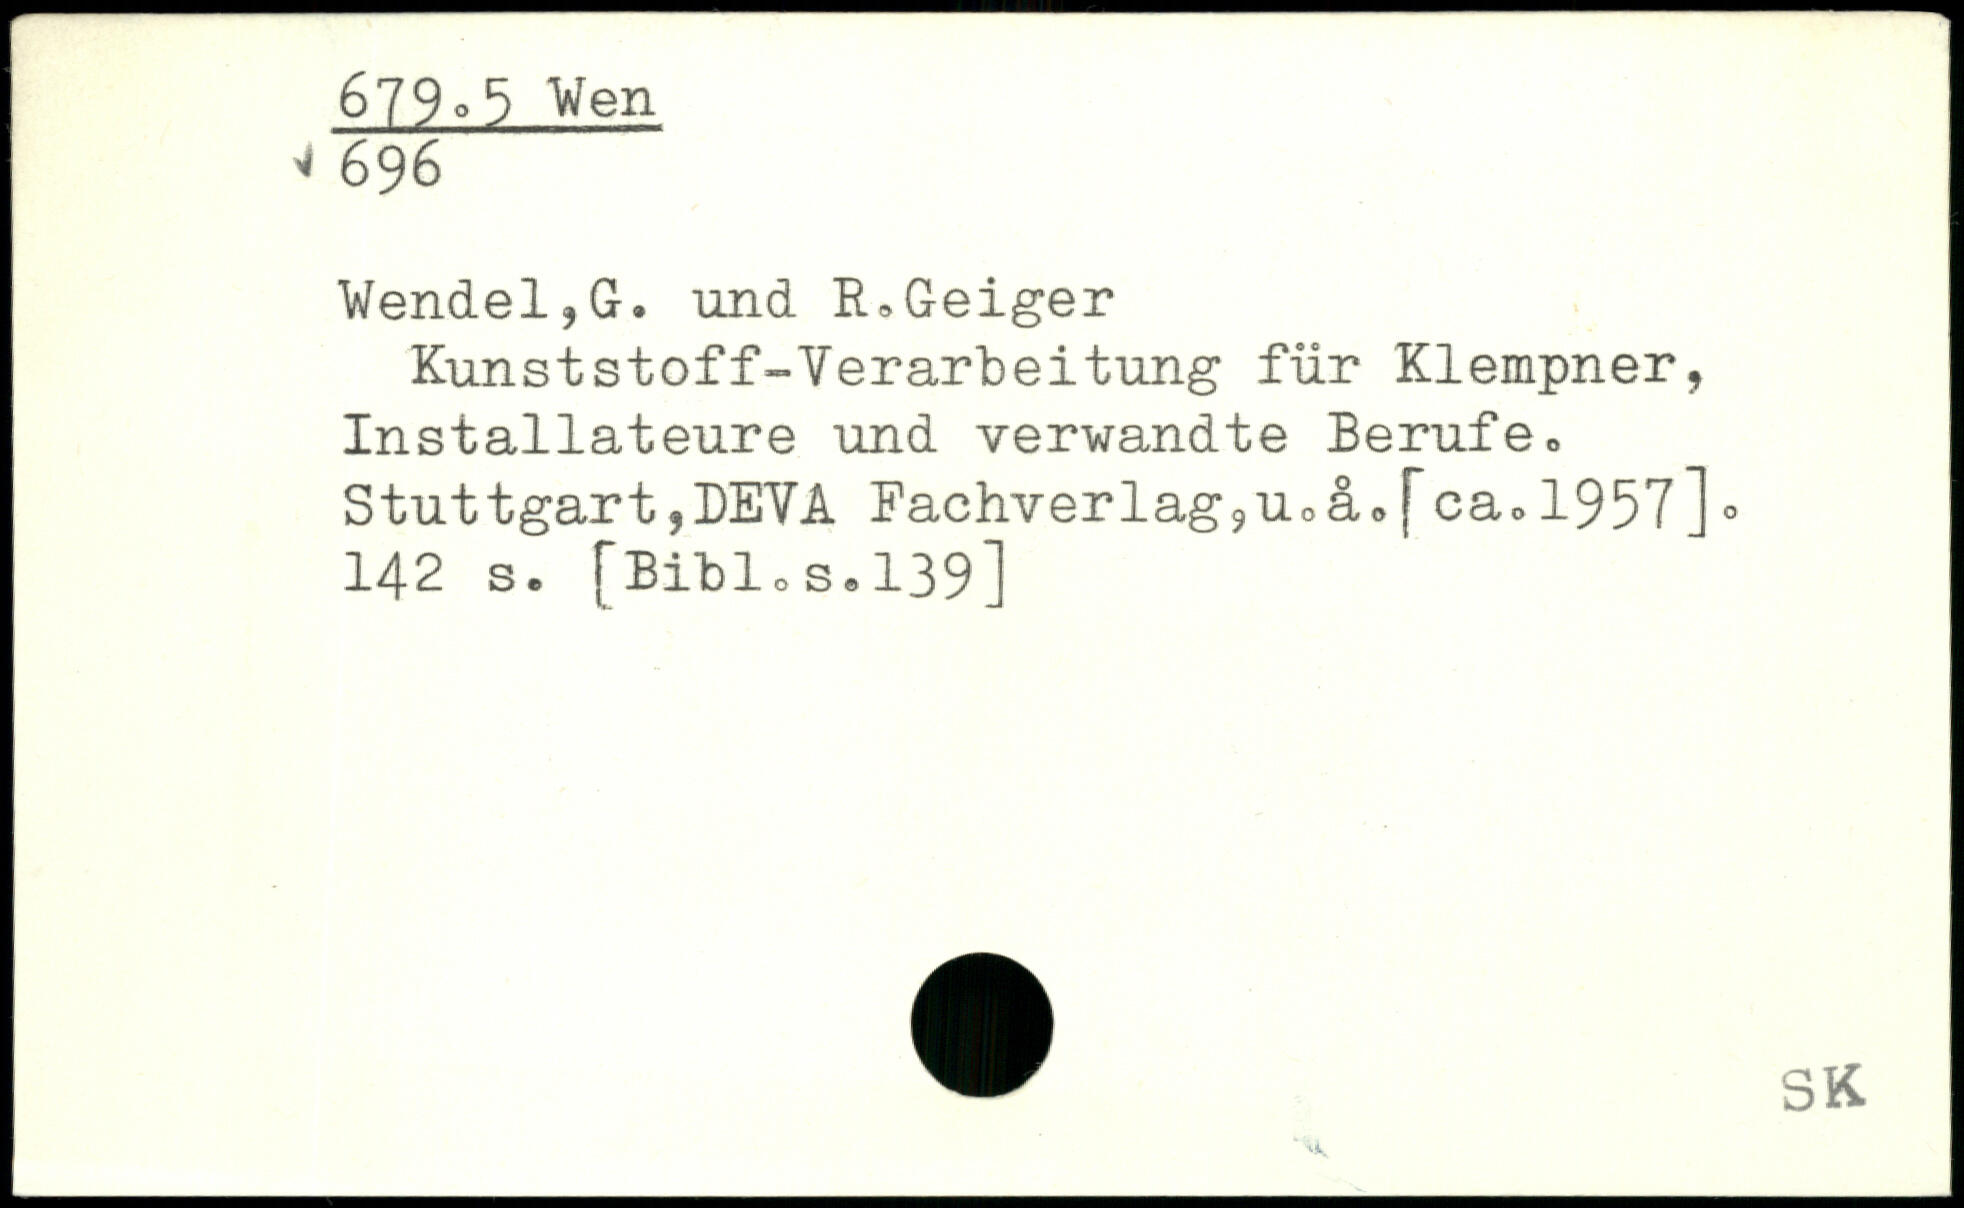 679.5 Wen
✓ 696
Wendel,G. und R.Geiger
Kunststoff-Verarbeitung für Klempner,
Installateure und verwandte Berufe.
Stuttgart,DEVA Fachverlag,u.å.[ca.1957].
142 s. [Bibl.s.139]
SK